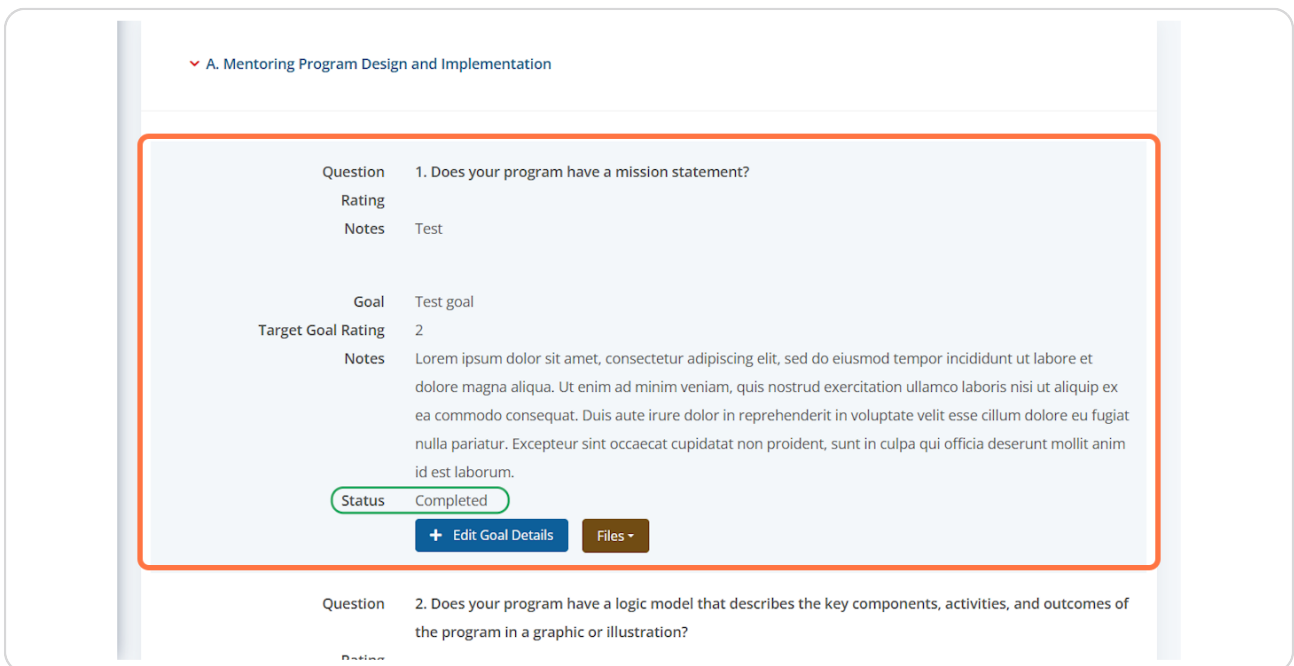 A. Mentoring Program Design and Implementation
Question 1. Does your program have a mission statement?
Rating
Notes Test
Goal Test goal
Target Goal Rating 2
Notes Lorem ipsum dolor sit amet, consectetur adipiscing elit, sed do eiusmod tempor incididunt ut labore et
dolore magna aliqua. Ut enim ad minim veniam, quis nostrud exercitation ullamco laboris nisi ut aliquip ex
ea commodo consequat. Duis aute irure dolor in reprehenderit in voluptate velit esse cillum dolore eu fugiat
nulla pariatur. Excepteur sint occaecat cupidatat non proident, sunt in culpa qui officia deserunt mollit anim
id est laborum.
Status Completed
+ Edit Goal Details Files
Question 2. Does your program have a logic model that describes the key components, activities, and outcomes of
the program in a graphic or illustration?
Rating